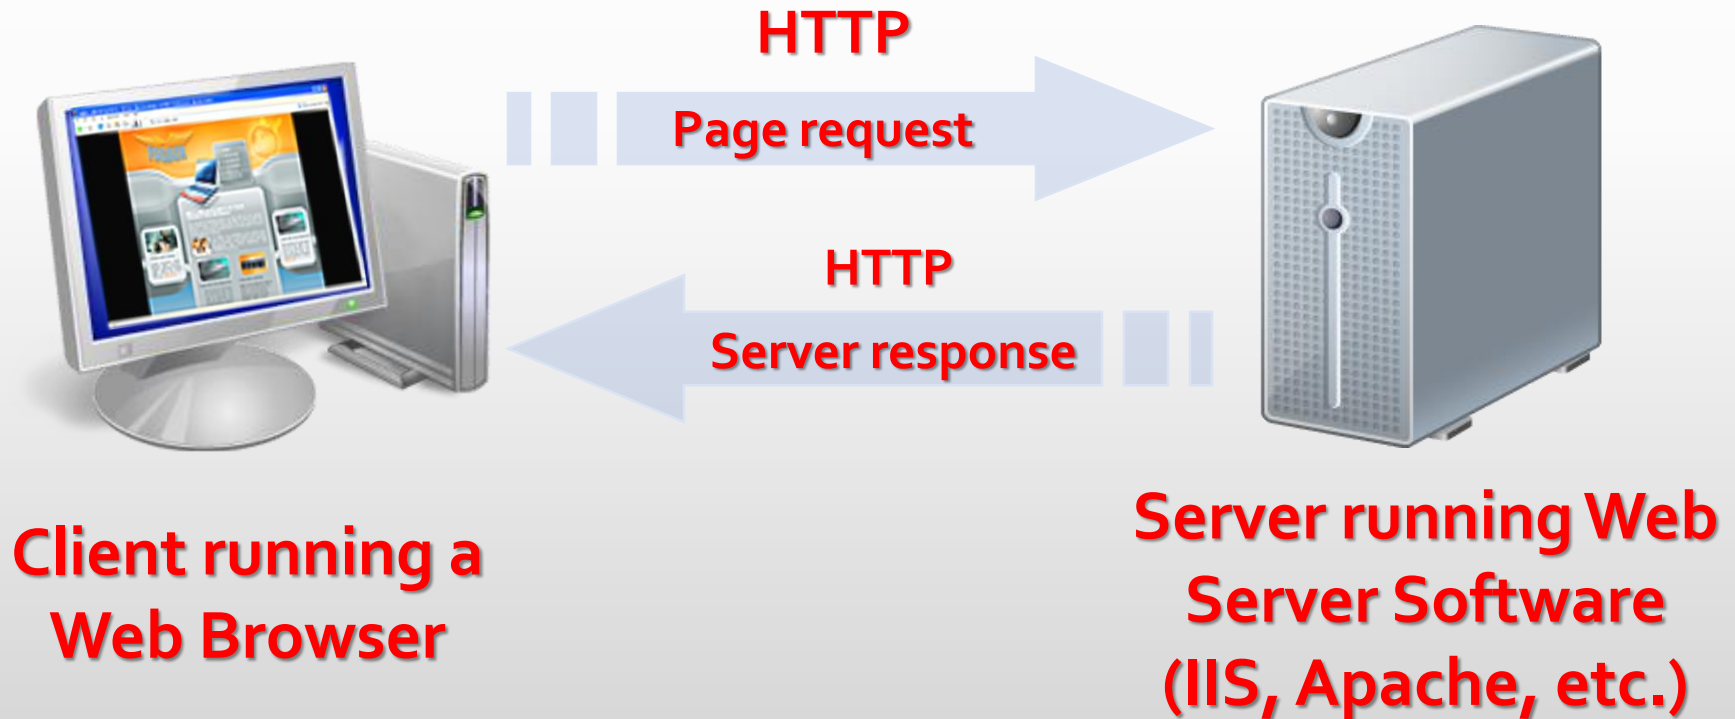 HTTP
Page request
HTTP
Server response
Client running a
Web Browser
Server running Web
Server Software
(IIS, Apache, etc.)